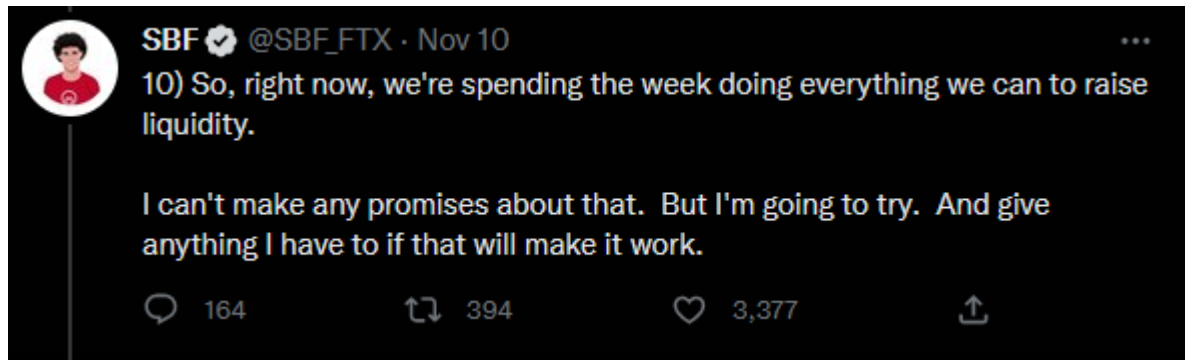 SBF @SBF_FTX · Nov 10
10) So, right now, we're spending the week doing everything we can to raise
liquidity.
I can't make any promises about that.  But I'm going to try.  And give
anything I have to if that will make it work.
164 394 3,377